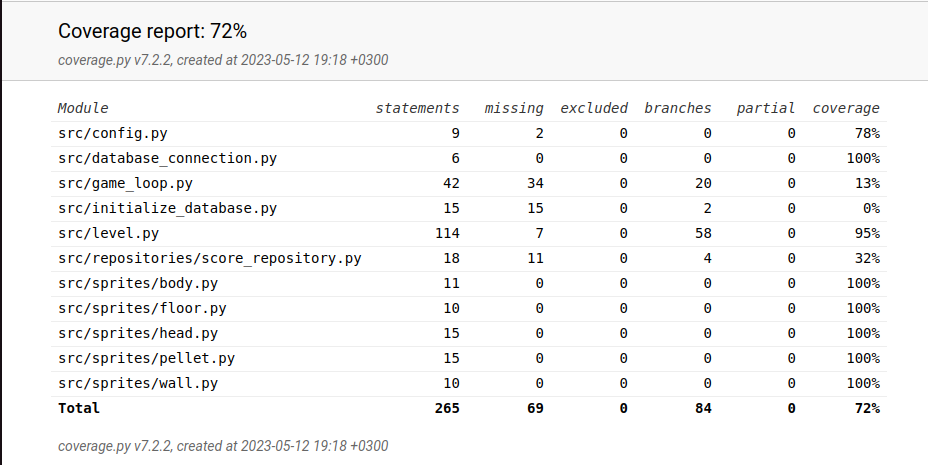 Coverage report: 72%
coverage.py v7.2.2, created at 2023-05-12 19:18 +0300
Module statements missing excluded branches partial coverage
src/config.py 9 2 0 0 0 78%
src/database_connection.py 6 0 0 0 0 100%
src/game_loop.py 42 34 0 20 0 13%
src/initialize_database.py 15 15 0 2 0 0%
src/level.py 114 7 0 58 0 95%
src/repositories/score_repository.py 18 11 0 4 0 32%
src/sprites/body.py 11 0 0 0 0 100%
src/sprites/floor.py 10 0 0 0 0 100%
src/sprites/head.py 15 0 0 0 0 100%
src/sprites/pellet.py 15 0 0 0 0 100%
src/sprites/wall.py 10 0 0 0 0 100%
Total 265 69 0 84 0 72%
coverage.py v7.2.2, created at 2023-05-12 19:18 +0300